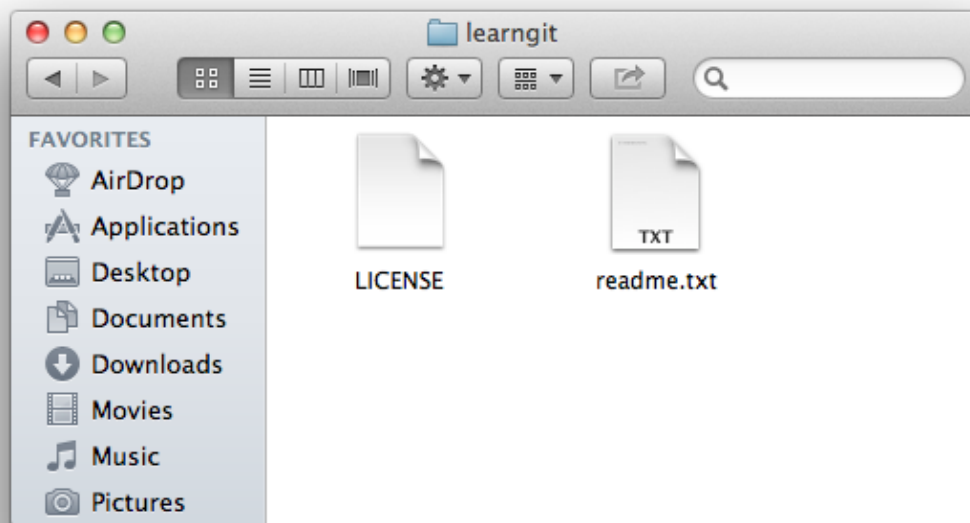 learngit
FAVORITES
AirDrop
Applications
Desktop
Documents
Downloads
Movies
Music
Pictures
TXT
LICENSE
readme.txt